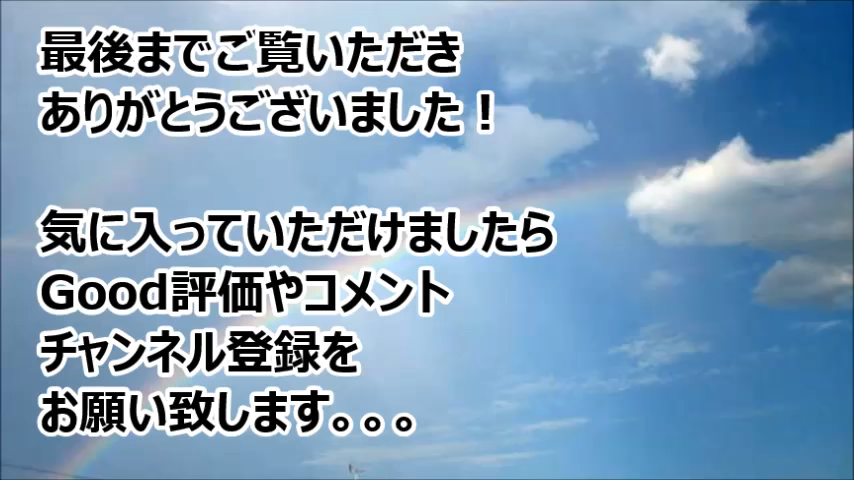 最後までご覧いただき
ありがとうございました！
気に入っていただけましたら
Good評価やコメント
チャンネル登録を
お願い致します。。。